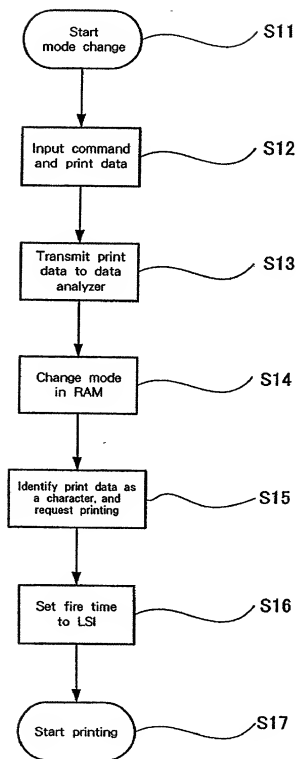 Start
mode change
S11
Input command
and print data
S12
Transmit print
data to data
analyzer
S13
Change mode
in RAM
S14
Identify print data as
a character, and
request printing
S15
Set fire time
to LSI
S16
Start printing
S17